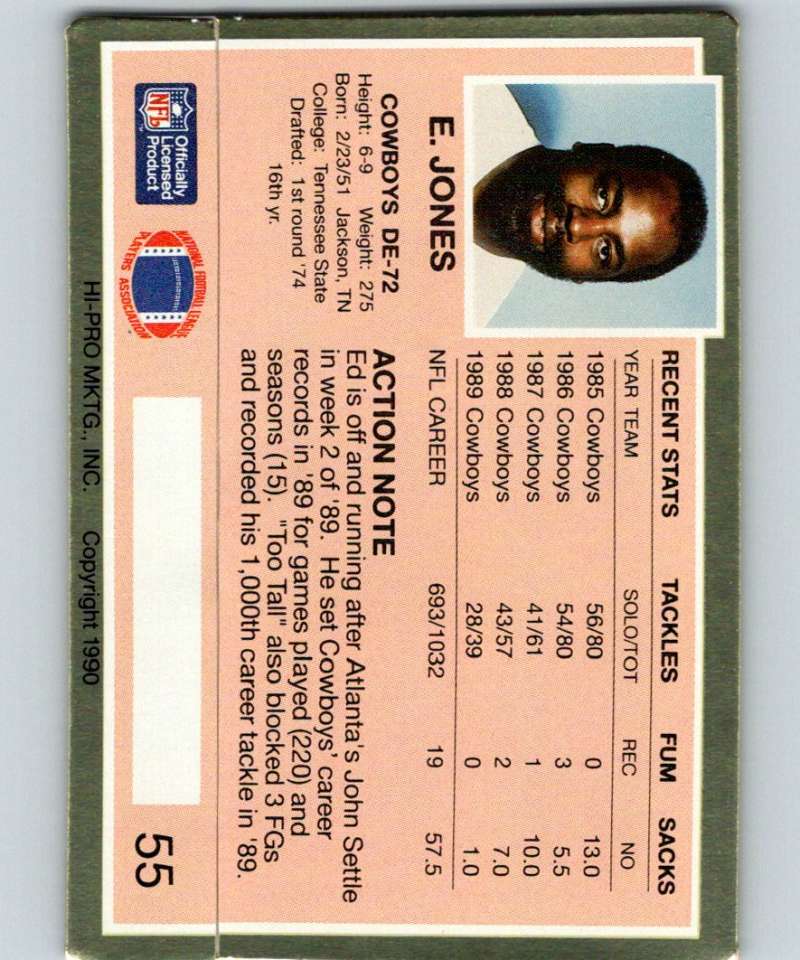 E. JONES
COWBOYS DE-72
Height: 6-9 Weight: 275
Born: 2/23/51 Jackson, TN
College: Tennessee State
Drafted: 1st round '74
16th yr.
RECENT STATS TACKLES FUM SACKS
YEAR TEAM SOLO/TOT REC NO
1985 Cowboys 56/80 0 13.0
1986 Cowboys 54/80 3 5.5
1987 Cowboys 41/61 1 10.0
1988 Cowboys 43/57 2 7.0
1989 Cowboys 28/39 0 1.0
NFL CAREER 693/1032 19 57.5
ACTION NOTE
Ed is off and running after Atlanta's John Settle
in week 2 of '89. He set Cowboys' career
records in '89 for games played (220) and
seasons (15). "Too Tall" also blocked 3 FGs
and recorded his 1,000th career tackle in '89.
NFL
Officially
Licensed
Product
NATIONAL FOOTBALL LEAGUE
PLAYERS ASSOCIATION
55
HI-PRO MKTG., INC. Copyright 1990